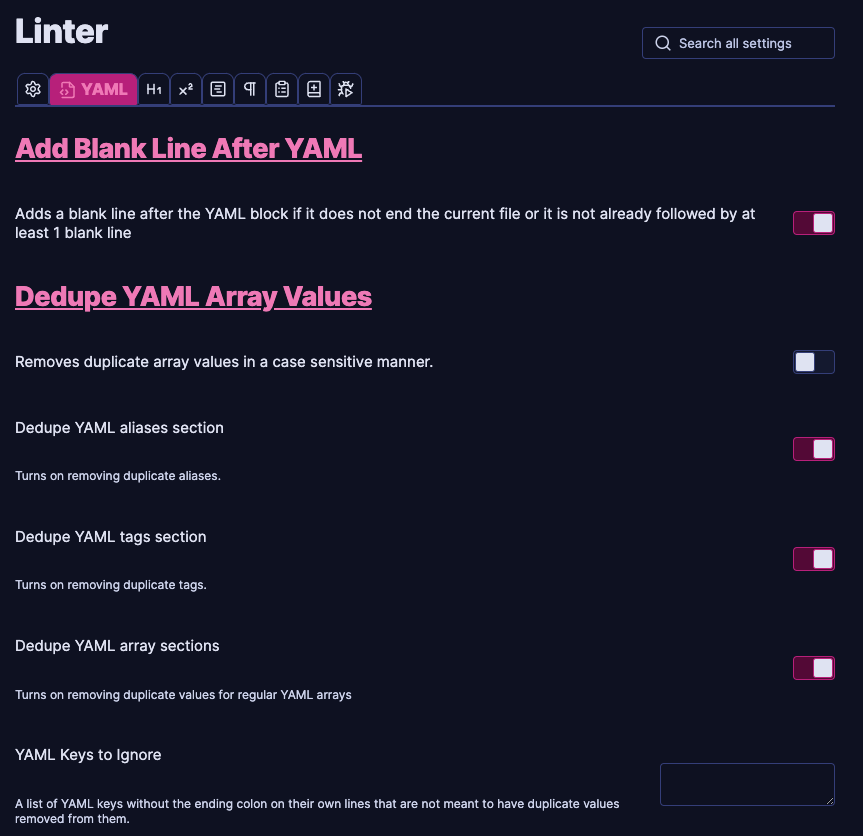 Linter
Search all settings
YAML
H1
x²
Add Blank Line After YAML
Adds a blank line after the YAML block if it does not end the current file or it is not already followed by at
least 1 blank line
Dedupe YAML Array Values
Removes duplicate array values in a case sensitive manner.
Dedupe YAML aliases section
Turns on removing duplicate aliases.
Dedupe YAML tags section
Turns on removing duplicate tags.
Dedupe YAML array sections
Turns on removing duplicate values for regular YAML arrays
YAML Keys to Ignore
A list of YAML keys without the ending colon on their own lines that are not meant to have duplicate values
removed from them.